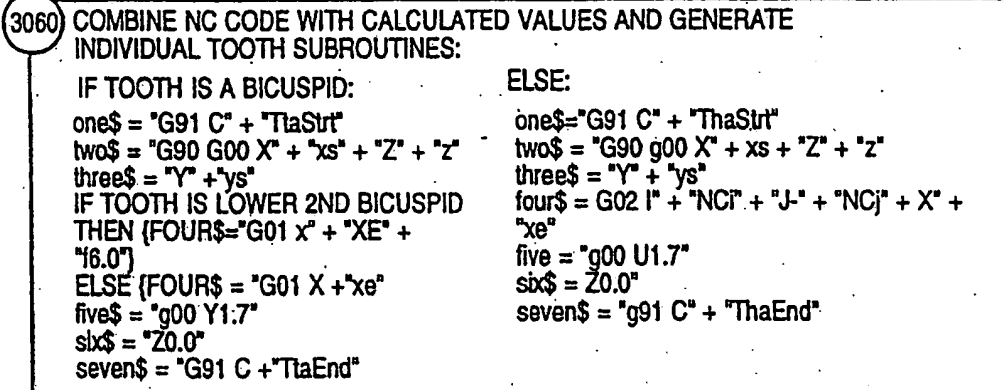 3060 COMBINE NC CODE WITH CALCULATED VALUES AND GENERATE
INDIVIDUAL TOOTH SUBROUTINES:
IF TOOTH IS A BICUSPID:
one$ = "G91 C" + "TtaStrt"
two$ = "G90 G00 X" + "xs" + "Z" + "z"
three$ = "Y" +"ys"
IF TOOTH IS LOWER 2ND BICUSPID
THEN {FOUR$="G01 x" + "XE" +
"f6.0"}
ELSE {FOUR$ = "G01 X +"xe"
five$ = "g00 Y1:7"
six$ = "Z0.0"
seven$ = "G91 C +"TtaEnd"
ELSE:
one$="G91 C" + "ThaStrt"
two$ = "G90 g00 X" + xs + "Z" + "z"
three$ = "Y" + "ys"
four$ = G02 I" + "NCi" + "J-" + "NCj" + X" +
"xe"
five = "g00 U1.7"
six$ = Z0.0"
seven$ = "g91 C" + "ThaEnd"